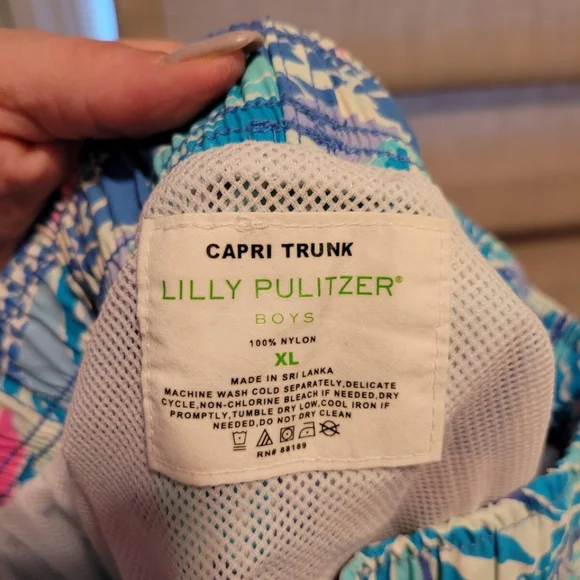 CAPRI TRUNK
LILLY PULITZER®
BOYS
100% NYLON
XL
MADE IN SRI LANKA
MACHINE WASH COLD SEPARATELY,DELICATE
CYCLE,NON-CHLORINE BLEACH IF NEEDED,DRY
PROMPTLY,TUMBLE DRY LOW,COOL IRON IF
NEEDED,DO NOT DRY CLEAN
RN# 88189